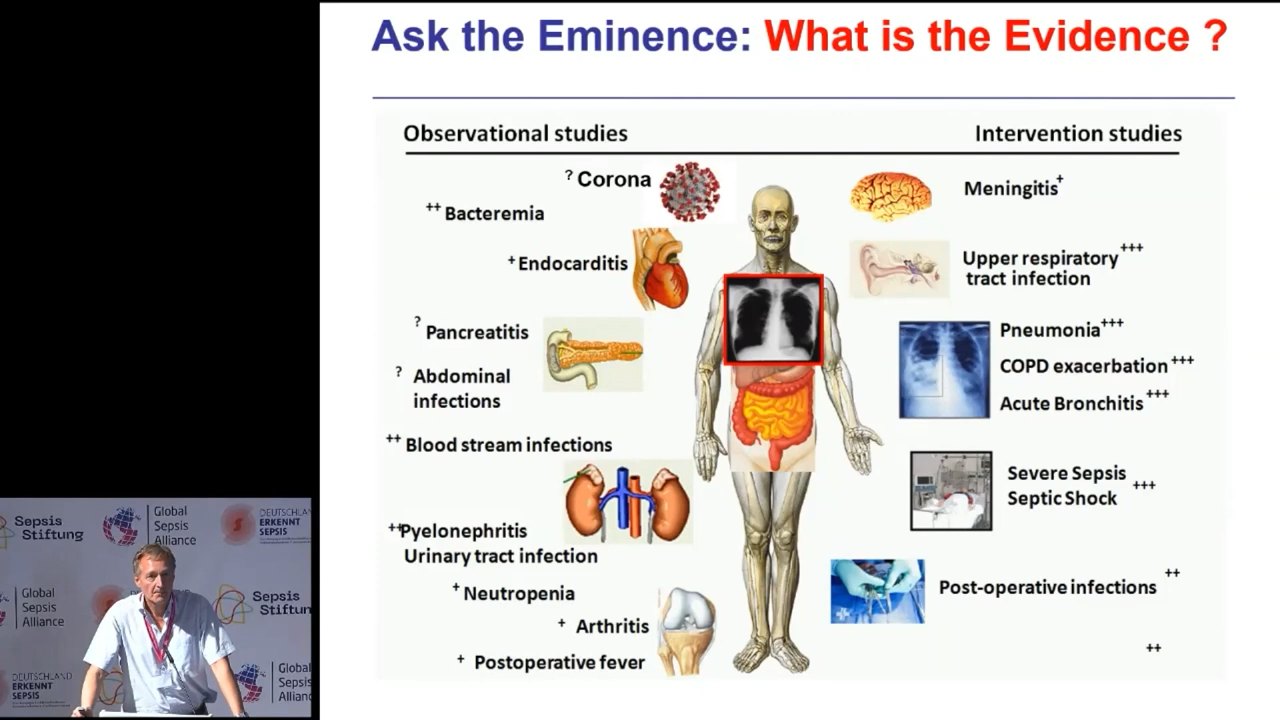 Ask the Eminence: What is the Evidence ?
Observational studies
Intervention studies
? Corona
++ Bacteremia
+ Endocarditis
? Pancreatitis
? Abdominal
infections
++ Blood stream infections
++Pyelonephritis
Urinary tract infection
+ Neutropenia
+ Arthritis
+ Postoperative fever
Meningitis+
Upper respiratory +++
tract infection
Pneumonia+++
COPD exacerbation +++
Acute Bronchitis+++
Severe Sepsis
Septic Shock +++
Post-operative infections ++
++
Sepsis
Stiftung
Global
Sepsis
Alliance
DEUTSCHLAND
ERKENNT
SEPSIS
Global
Sepsis
Alliance
Sepsis
Stiftun
DEUTSCHLAND
ERKENNT
SEPSIS
Global
Sepsis
Allianc